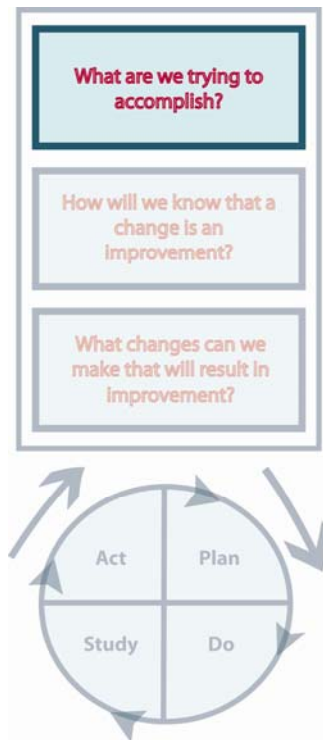 What are we trying to
accomplish?
How will we know that a
change is an
improvement?
What changes can we
make that will result in
improvement?
Act
Plan
Study
Do